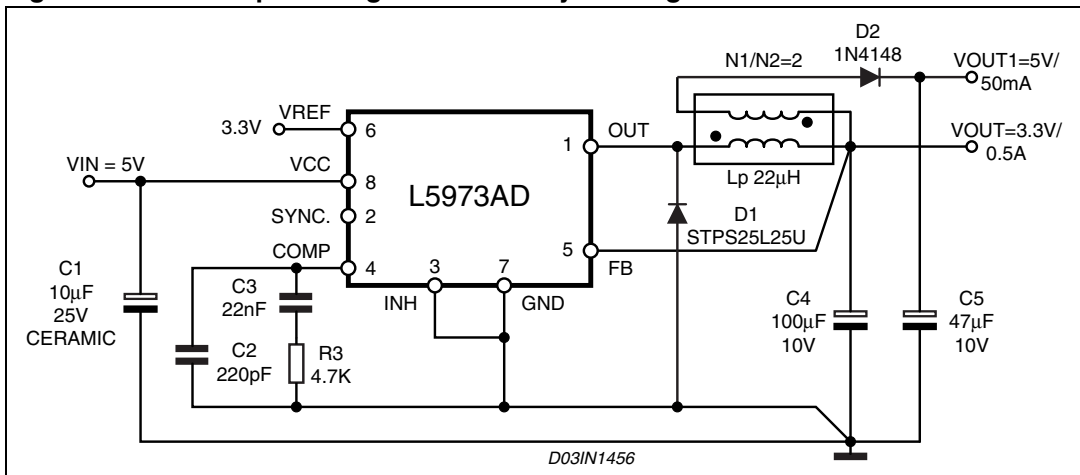 D2
1N4148
N1/N2=2
VOUT1=5V/
50mA
VREF
3.3V
6
1
OUT
VOUT=3.3V/
0.5A
VIN = 5V
VCC
8
L5973AD
Lp 22μH
SYNC.
2
D1
STPS25L25U
COMP
4
3
7
5
FB
INH
GND
C1
10μF
25V
CERAMIC
C3
22nF
C2
220pF
R3
4.7K
C4
100μF
10V
C5
47μF
10V
D03IN1456